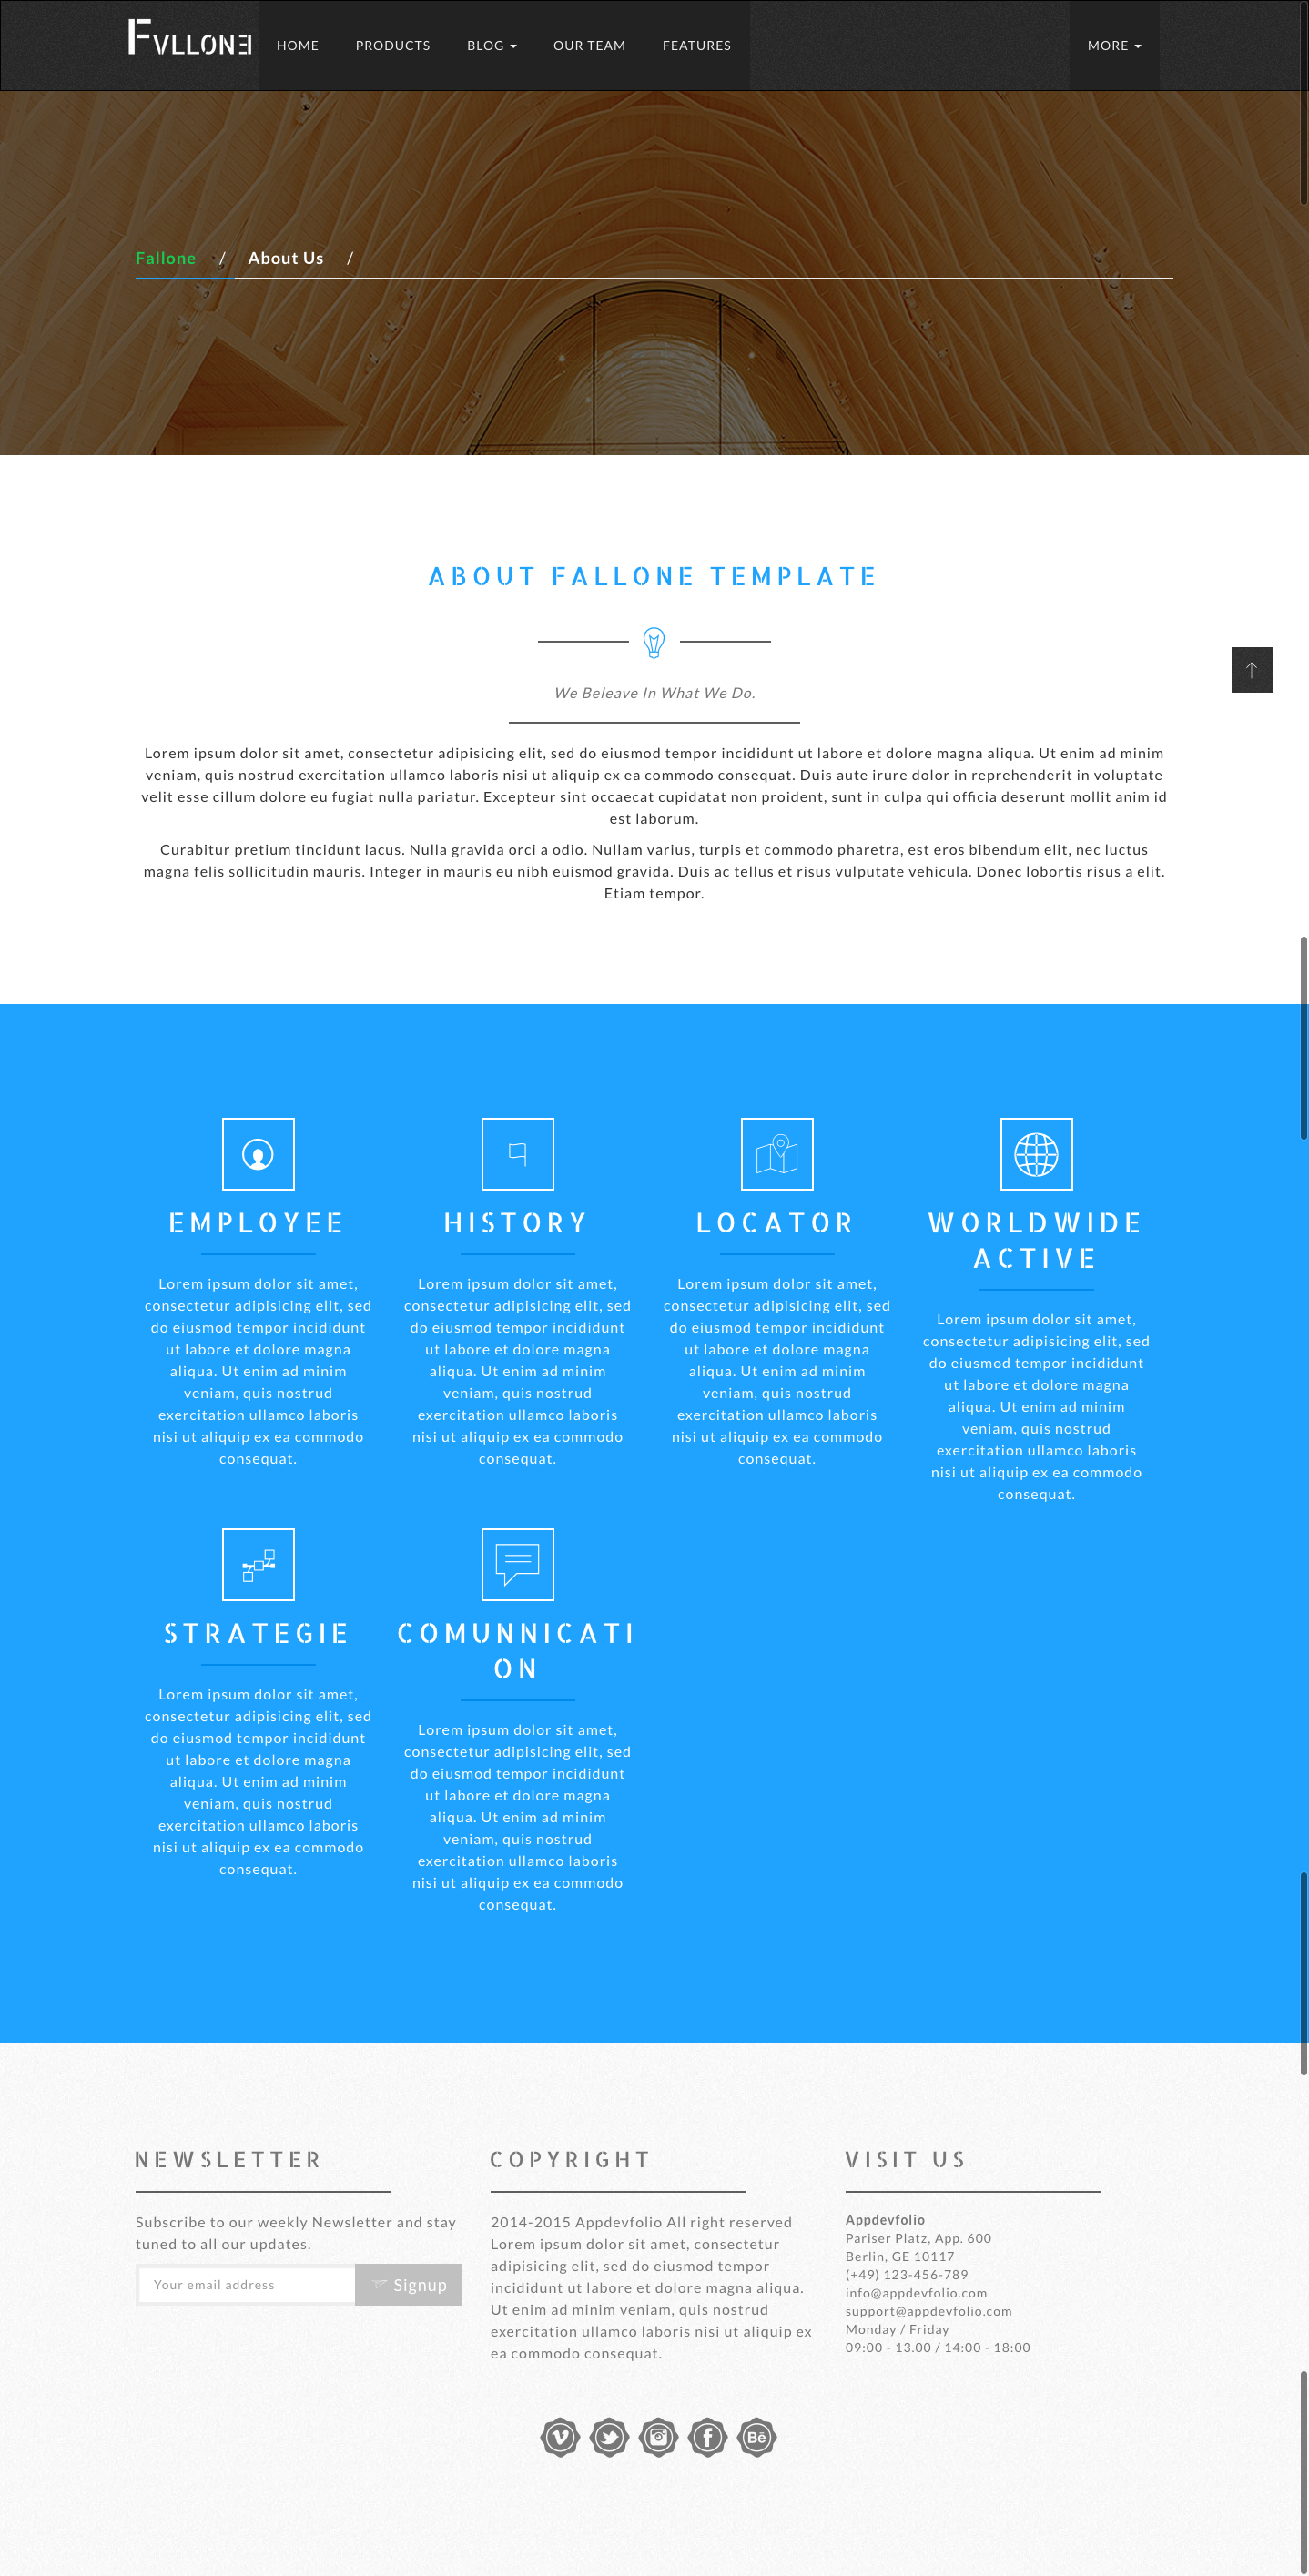 FVLLONE
HOME
PRODUCTS
BLOG
OUR TEAM
FEATURES
MORE
Fallone / About Us /
ABOUT FALLONE TEMPLATE
We Beleave In What We Do.
Lorem ipsum dolor sit amet, consectetur adipisicing elit, sed do eiusmod tempor incididunt ut labore et dolore magna aliqua. Ut enim ad minim
veniam, quis nostrud exercitation ullamco laboris nisi ut aliquip ex ea commodo consequat. Duis aute irure dolor in reprehenderit in voluptate
velit esse cillum dolore eu fugiat nulla pariatur. Excepteur sint occaecat cupidatat non proident, sunt in culpa qui officia deserunt mollit anim id
est laborum.
Curabitur pretium tincidunt lacus. Nulla gravida orci a odio. Nullam varius, turpis et commodo pharetra, est eros bibendum elit, nec luctus
magna felis sollicitudin mauris. Integer in mauris eu nibh euismod gravida. Duis ac tellus et risus vulputate vehicula. Donec lobortis risus a elit.
Etiam tempor.
EMPLOYEE
Lorem ipsum dolor sit amet,
consectetur adipisicing elit, sed
do eiusmod tempor incididunt
ut labore et dolore magna
aliqua. Ut enim ad minim
veniam, quis nostrud
exercitation ullamco laboris
nisi ut aliquip ex ea commodo
consequat.
HISTORY
Lorem ipsum dolor sit amet,
consectetur adipisicing elit, sed
do eiusmod tempor incididunt
ut labore et dolore magna
aliqua. Ut enim ad minim
veniam, quis nostrud
exercitation ullamco laboris
nisi ut aliquip ex ea commodo
consequat.
LOCATOR
Lorem ipsum dolor sit amet,
consectetur adipisicing elit, sed
do eiusmod tempor incididunt
ut labore et dolore magna
aliqua. Ut enim ad minim
veniam, quis nostrud
exercitation ullamco laboris
nisi ut aliquip ex ea commodo
consequat.
WORLDWIDE
ACTIVE
Lorem ipsum dolor sit amet,
consectetur adipisicing elit, sed
do eiusmod tempor incididunt
ut labore et dolore magna
aliqua. Ut enim ad minim
veniam, quis nostrud
exercitation ullamco laboris
nisi ut aliquip ex ea commodo
consequat.
STRATEGIE
Lorem ipsum dolor sit amet,
consectetur adipisicing elit, sed
do eiusmod tempor incididunt
ut labore et dolore magna
aliqua. Ut enim ad minim
veniam, quis nostrud
exercitation ullamco laboris
nisi ut aliquip ex ea commodo
consequat.
COMUNNICATI
ON
Lorem ipsum dolor sit amet,
consectetur adipisicing elit, sed
do eiusmod tempor incididunt
ut labore et dolore magna
aliqua. Ut enim ad minim
veniam, quis nostrud
exercitation ullamco laboris
nisi ut aliquip ex ea commodo
consequat.
NEWSLETTER
Subscribe to our weekly Newsletter and stay
tuned to all our updates.
Your email address
Signup
COPYRIGHT
2014-2015 Appdevfolio All right reserved
Lorem ipsum dolor sit amet, consectetur
adipisicing elit, sed do eiusmod tempor
incididunt ut labore et dolore magna aliqua.
Ut enim ad minim veniam, quis nostrud
exercitation ullamco laboris nisi ut aliquip ex
ea commodo consequat.
VISIT US
Appdevfolio
Pariser Platz, App. 600
Berlin, GE 10117
(+49) 123-456-789
info@appdevfolio.com
support@appdevfolio.com
Monday / Friday
09:00 - 13.00 / 14:00 - 18:00
Bē